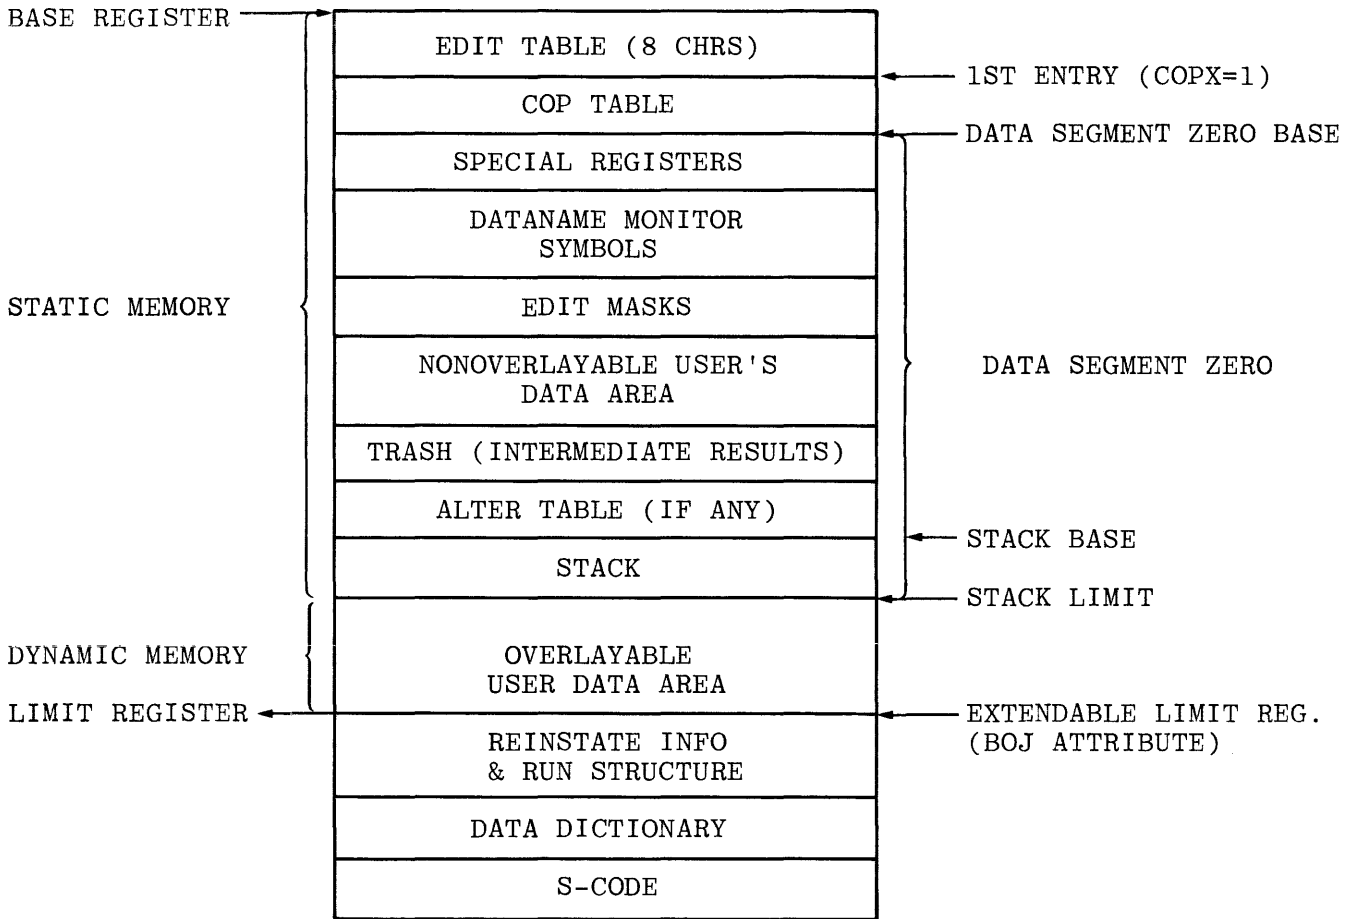 BASE REGISTER
EDIT TABLE (8 CHRS)
1ST ENTRY (COPX=1)
COP TABLE
DATA SEGMENT ZERO BASE
SPECIAL REGISTERS
DATANAME MONITOR
SYMBOLS
STATIC MEMORY
EDIT MASKS
NONOVERLAYABLE USER'S
DATA AREA
DATA SEGMENT ZERO
TRASH (INTERMEDIATE RESULTS)
ALTER TABLE (IF ANY)
STACK BASE
STACK
STACK LIMIT
DYNAMIC MEMORY
OVERLAYABLE
USER DATA AREA
LIMIT REGISTER
EXTENDABLE LIMIT REG.
(BOJ ATTRIBUTE)
REINSTATE INFO
& RUN STRUCTURE
DATA DICTIONARY
S-CODE